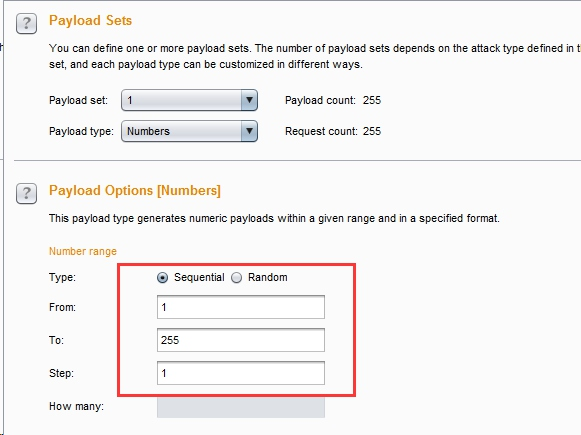 ?
Payload Sets
You can define one or more payload sets. The number of payload sets depends on the attack type defined in
set, and each payload type can be customized in different ways.
Payload set: 1 Payload count: 255
Payload type: Numbers Request count: 255
?
Payload Options [Numbers]
This payload type generates numeric payloads within a given range and in a specified format.
Number range
Type: Sequential Random
From: 1
To: 255
Step: 1
How many: